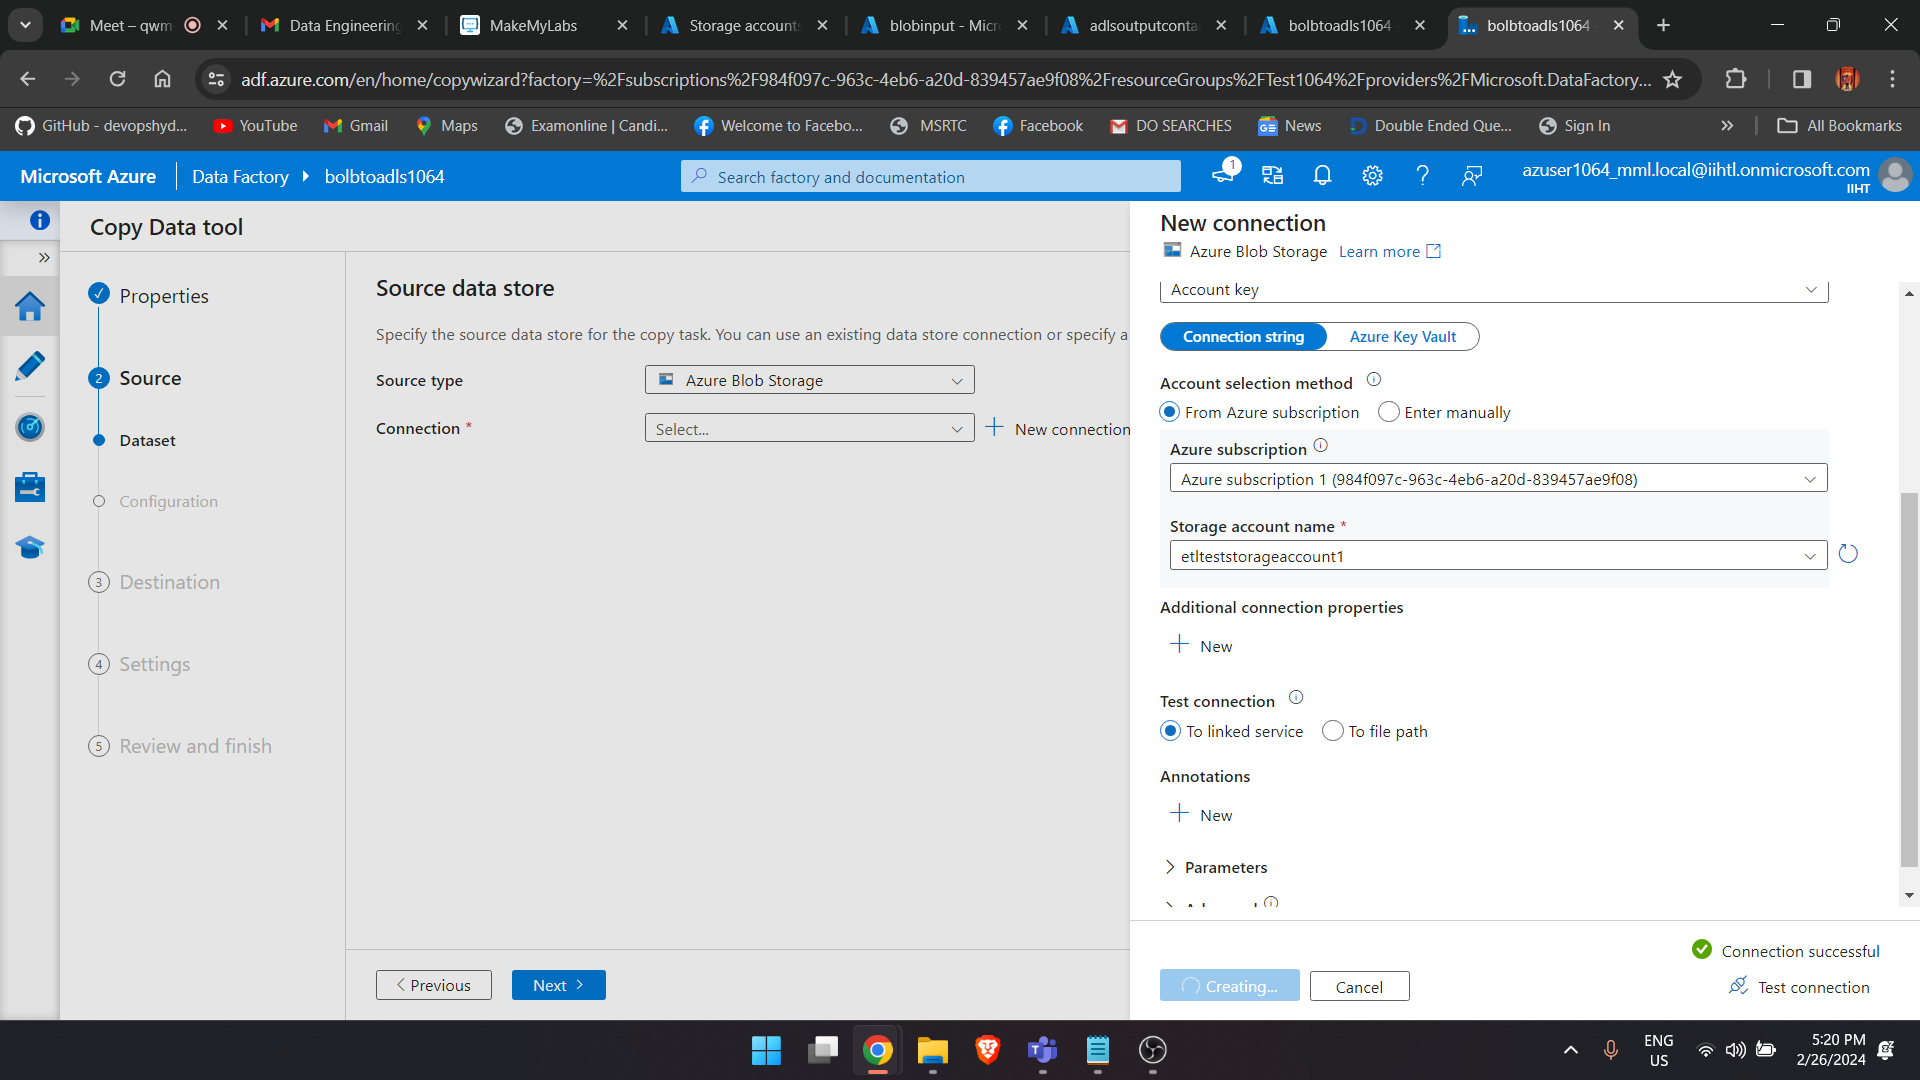 Meet – qwm
Data Engineering
MakeMyLabs
Storage accounts
blobinput - Micr
adlsoutputconta
bolbtoadls1064
bolbtoadls1064
adf.azure.com/en/home/copywizard?factory=%2Fsubscriptions%2F984f097c-963c-4eb6-a20d-839457ae9f08%2FresourceGroups%2FTest1064%2Fproviders%2FMicrosoft.DataFactory...
GitHub - devopshyd...
YouTube
Gmail
Maps
Examonline | Candi...
Welcome to Facebo...
MSRTC
Facebook
DO SEARCHES
News
Double Ended Que...
Sign In
All Bookmarks
Microsoft Azure
Data Factory
bolbtoadls1064
Search factory and documentation
1
azuser1064_mml.local@iihtl.onmicrosoft.com
IIHT
Copy Data tool
Properties
2 Source
Dataset
Configuration
3 Destination
4 Settings
5 Review and finish
Source data store
Specify the source data store for the copy task. You can use an existing data store connection or specify a
Source type
Azure Blob Storage
Connection *
Select...
New connection
Previous
Next
New connection
Azure Blob Storage Learn more
Account key
Connection string
Azure Key Vault
Account selection method
From Azure subscription
Enter manually
Azure subscription
Azure subscription 1 (984f097c-963c-4eb6-a20d-839457ae9f08)
Storage account name *
etlteststorageaccount1
Additional connection properties
New
Test connection
To linked service
To file path
Annotations
New
Parameters
Connection successful
Creating...
Cancel
Test connection
ENG
US
5:20 PM
2/26/2024